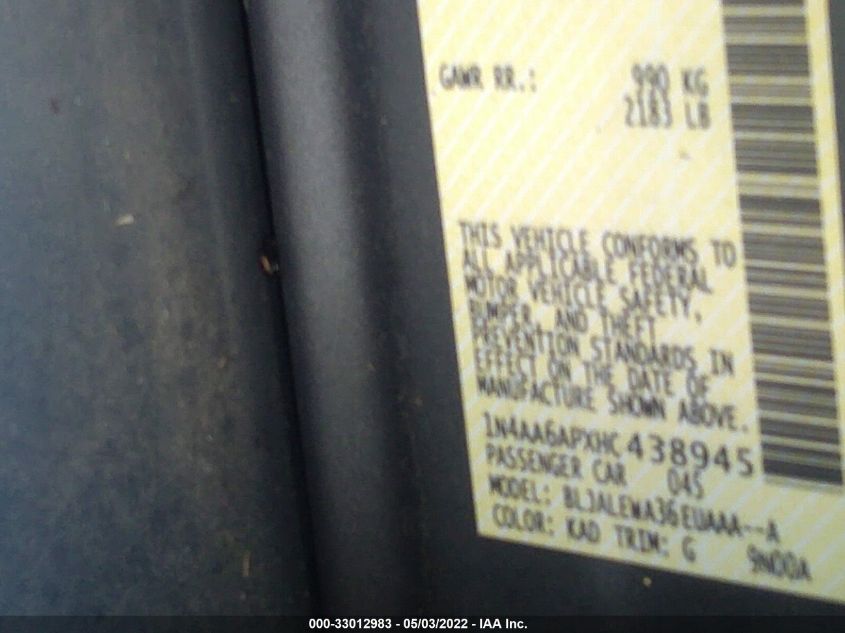 GAWR RR.: 990 KG
2183 LB
THIS VEHICLE CONFORMS TO
ALL APPLICABLE FEDERAL
MOTOR VEHICLE SAFETY,
BUMPER, AND THEFT
PREVENTION STANDARDS IN
EFFECT ON THE DATE OF
MANUFACTURE SHOWN ABOVE.
1N4AA6APXHC438945
PASSENGER CAR 045
MODEL: BLJALEWA36EUAAA--A
COLOR: KAD TRIM: G 9N00A
000-33012983 - 05/03/2022 - IAA Inc.